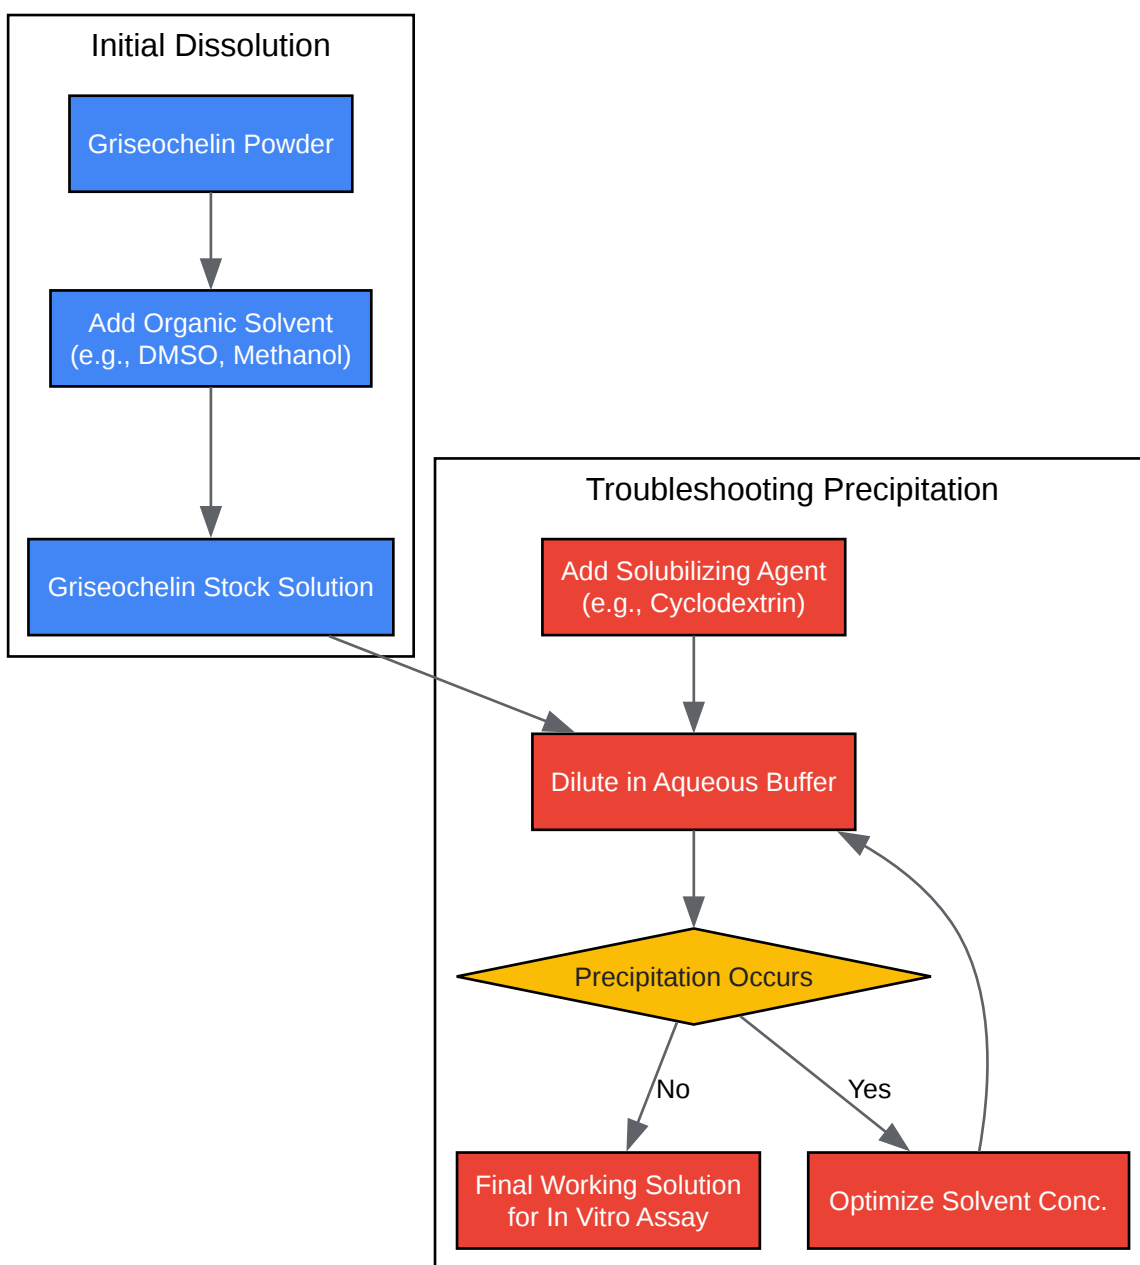 Initial Dissolution
Griseochelin Powder
Add Organic Solvent
(e.g., DMSO, Methanol)
Griseochelin Stock Solution
Troubleshooting Precipitation
Add Solubilizing Agent
(e.g., Cyclodextrin)
Dilute in Aqueous Buffer
Precipitation Occurs
No
Yes
Final Working Solution
for In Vitro Assay
Optimize Solvent Conc.